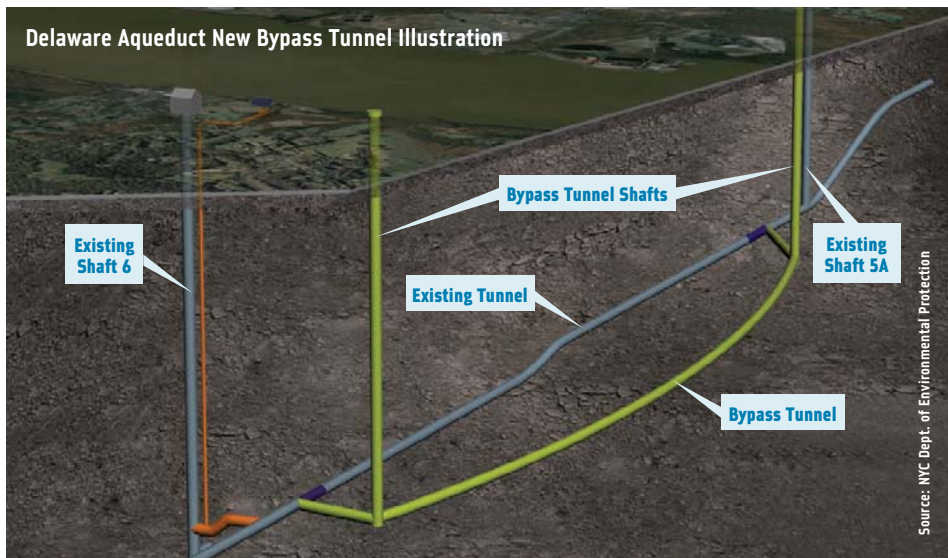 Delaware Aqueduct New Bypass Tunnel Illustration
Bypass Tunnel Shafts
Existing
Shaft 6
Existing
Shaft 5A
Existing Tunnel
Bypass Tunnel
Source: NYC Dept. of Environmental Protection